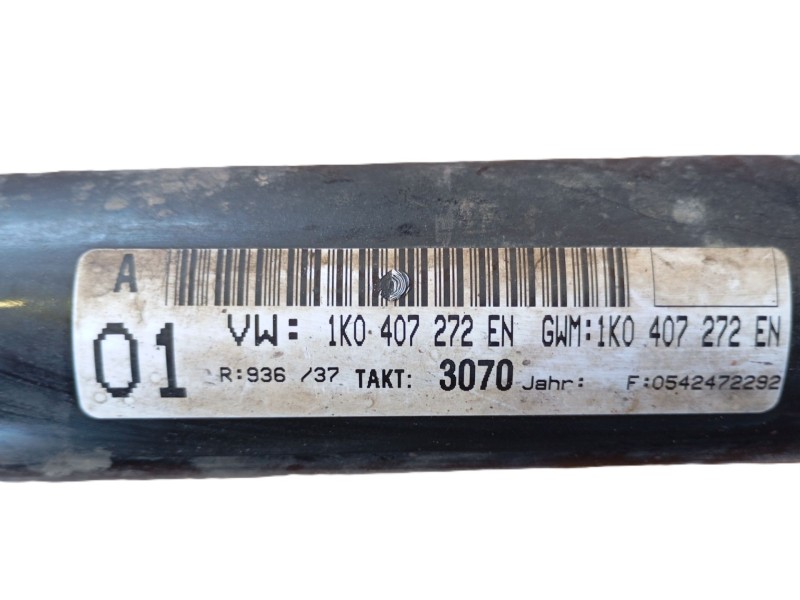 A
01
VW: 1K0 407 272 EN GWM:1K0 407 272 EN
R:936 /37 TAKT: 3070 Jahr: F:0542472292